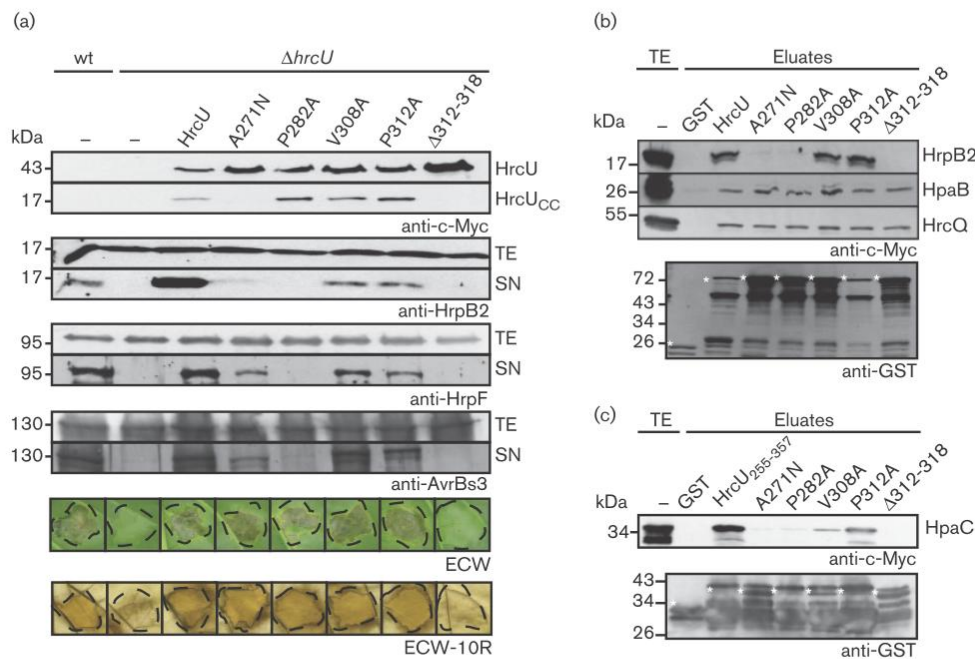 (a)
wt ΔhrcU
kDa – – HrcU A271N P282A V308A P312A Δ312-318
43 HrcU
17 HrcUCC
anti-c-Myc
17 TE
17 SN
anti-HrpB2
95 TE
95 SN
anti-HrpF
130 TE
130 SN
anti-AvrBs3
ECW
ECW-10R
(b)
TE Eluates
kDa – GST HrcU A271N P282A V308A P312A Δ312-318
17 HrpB2
26 HpaB
55 HrcQ
anti-c-Myc
72
43
34
26
anti-GST
(c)
TE Eluates
kDa – GST HrcU255-357 A271N P282A V308A P312A Δ312-318
34 HpaC
anti-c-Myc
43
34
26
anti-GST